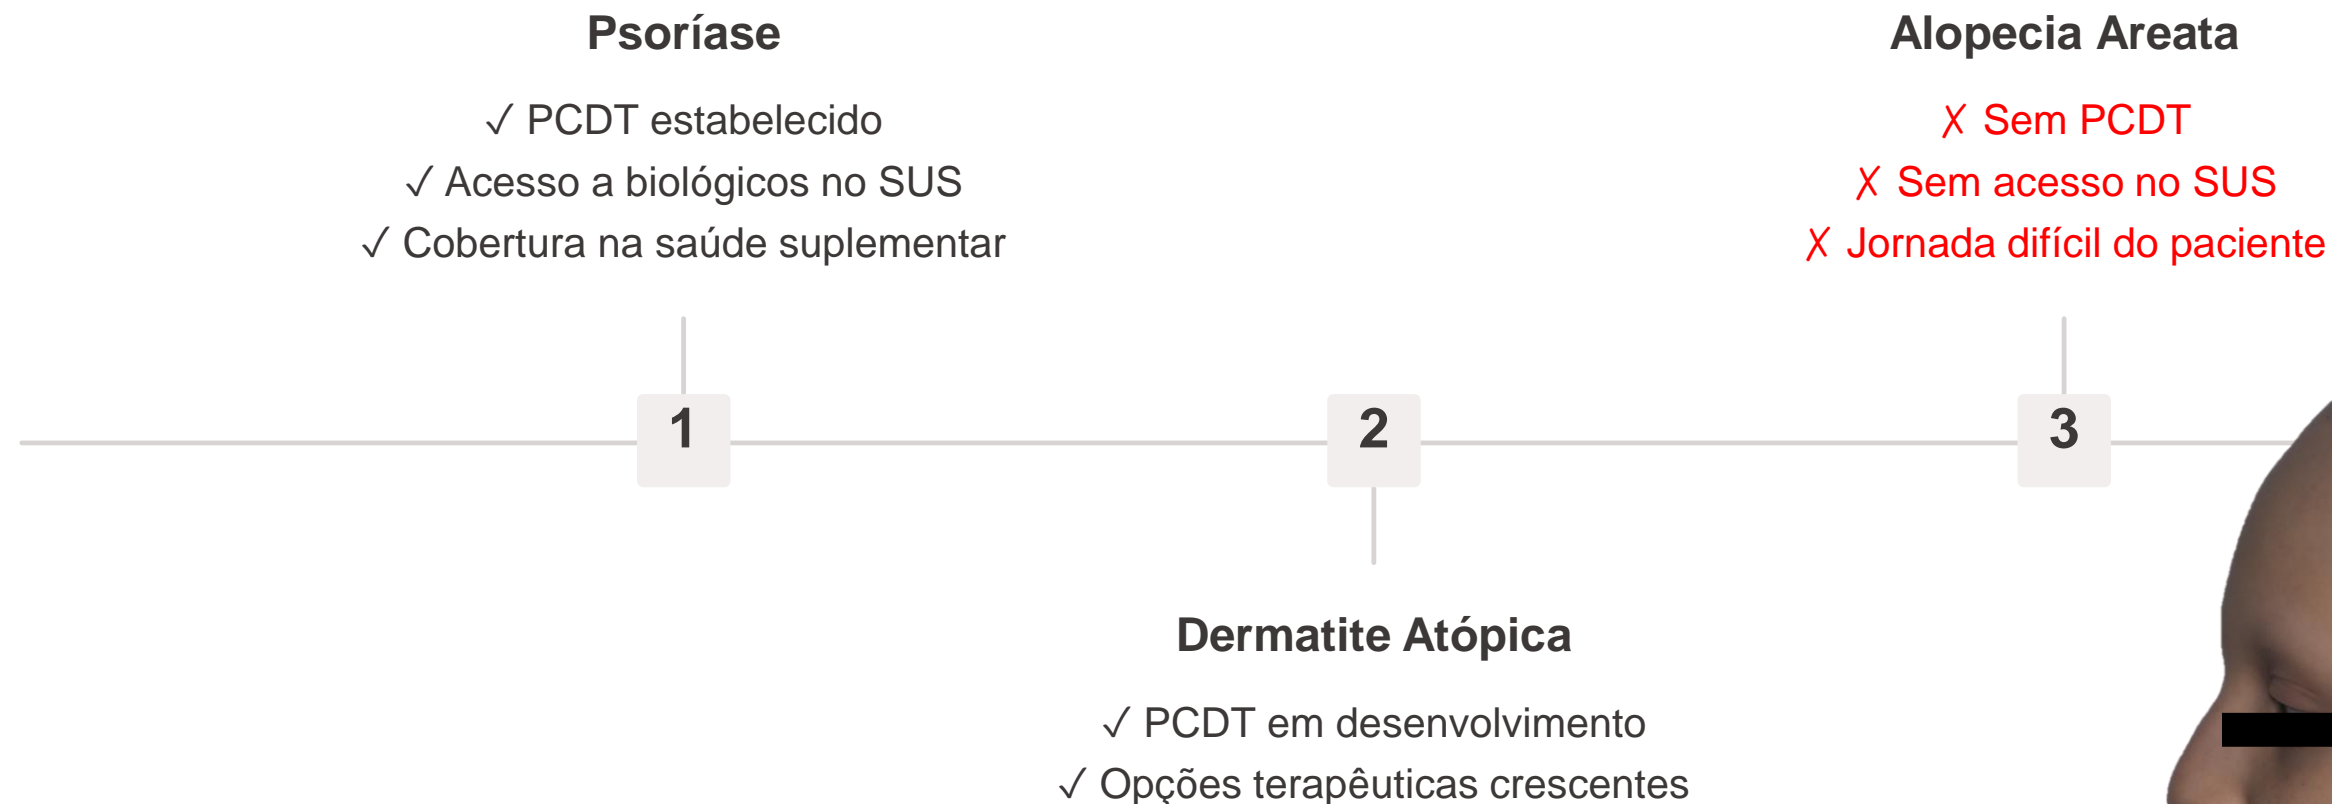 Psoríase
✓ PCDT estabelecido
✓ Acesso a biológicos no SUS
✓ Cobertura na saúde suplementar
Alopecia Areata
✗ Sem PCDT
✗ Sem acesso no SUS
✗ Jornada difícil do paciente
1
2
3
Dermatite Atópica
✓ PCDT em desenvolvimento
✓ Opções terapêuticas crescentes